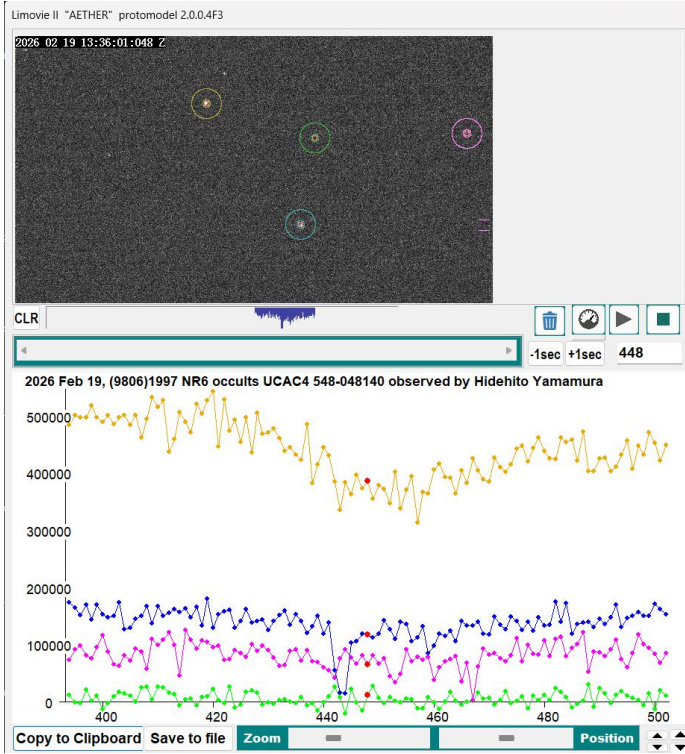 Limovie II "AETHER" protomodel 2.0.0.4F3
2026 02 19 13:36:01:048 Z
CLR
-1sec +1sec 448
2026 Feb 19, (9806)1997 NR6 occults UCAC4 548-048140 observed by Hidehito Yamamura
500000
400000
300000
200000
100000
0
400 420 440 460 480 500
Copy to Clipboard Save to file Zoom Position